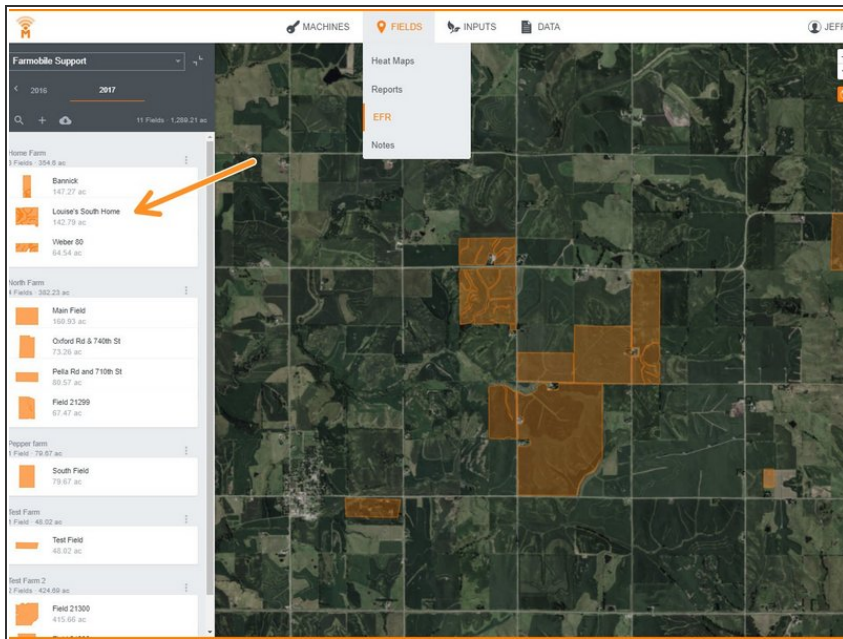 MACHINES FIELDS INPUTS DATA JEFF
Farmobile Support
Heat Maps
Reports
EFR
Notes
2016 2017
11 Fields · 1,289.21 ac
Home Farm
3 Fields · 354.6 ac
Bannick
147.27 ac
Louise's South Home
142.79 ac
Weber 80
64.54 ac
North Farm
4 Fields · 382.23 ac
Main Field
160.93 ac
Oxford Rd & 740th St
73.26 ac
Pella Rd and 710th St
80.57 ac
Field 21299
67.47 ac
Pepper farm
1 Field · 79.67 ac
South Field
79.67 ac
Test Farm
1 Field · 48.02 ac
Test Field
48.02 ac
Test Farm 2
2 Fields · 424.69 ac
Field 21300
415.66 ac